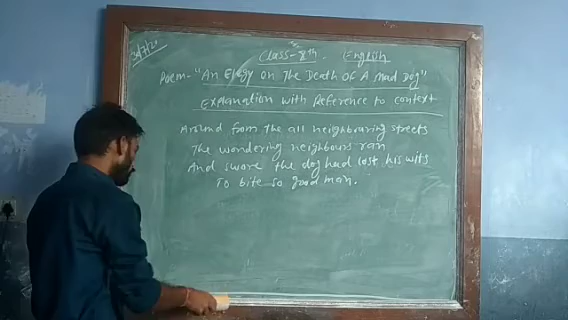 Class-8th. English
Poem- "An Elegy On The Death Of A Mad Dog"
Explanation with Reference to context
Around from the all neighbouring streets
The wondering neighbours ran
And swore the dog had lost his wits
To bite so good man.